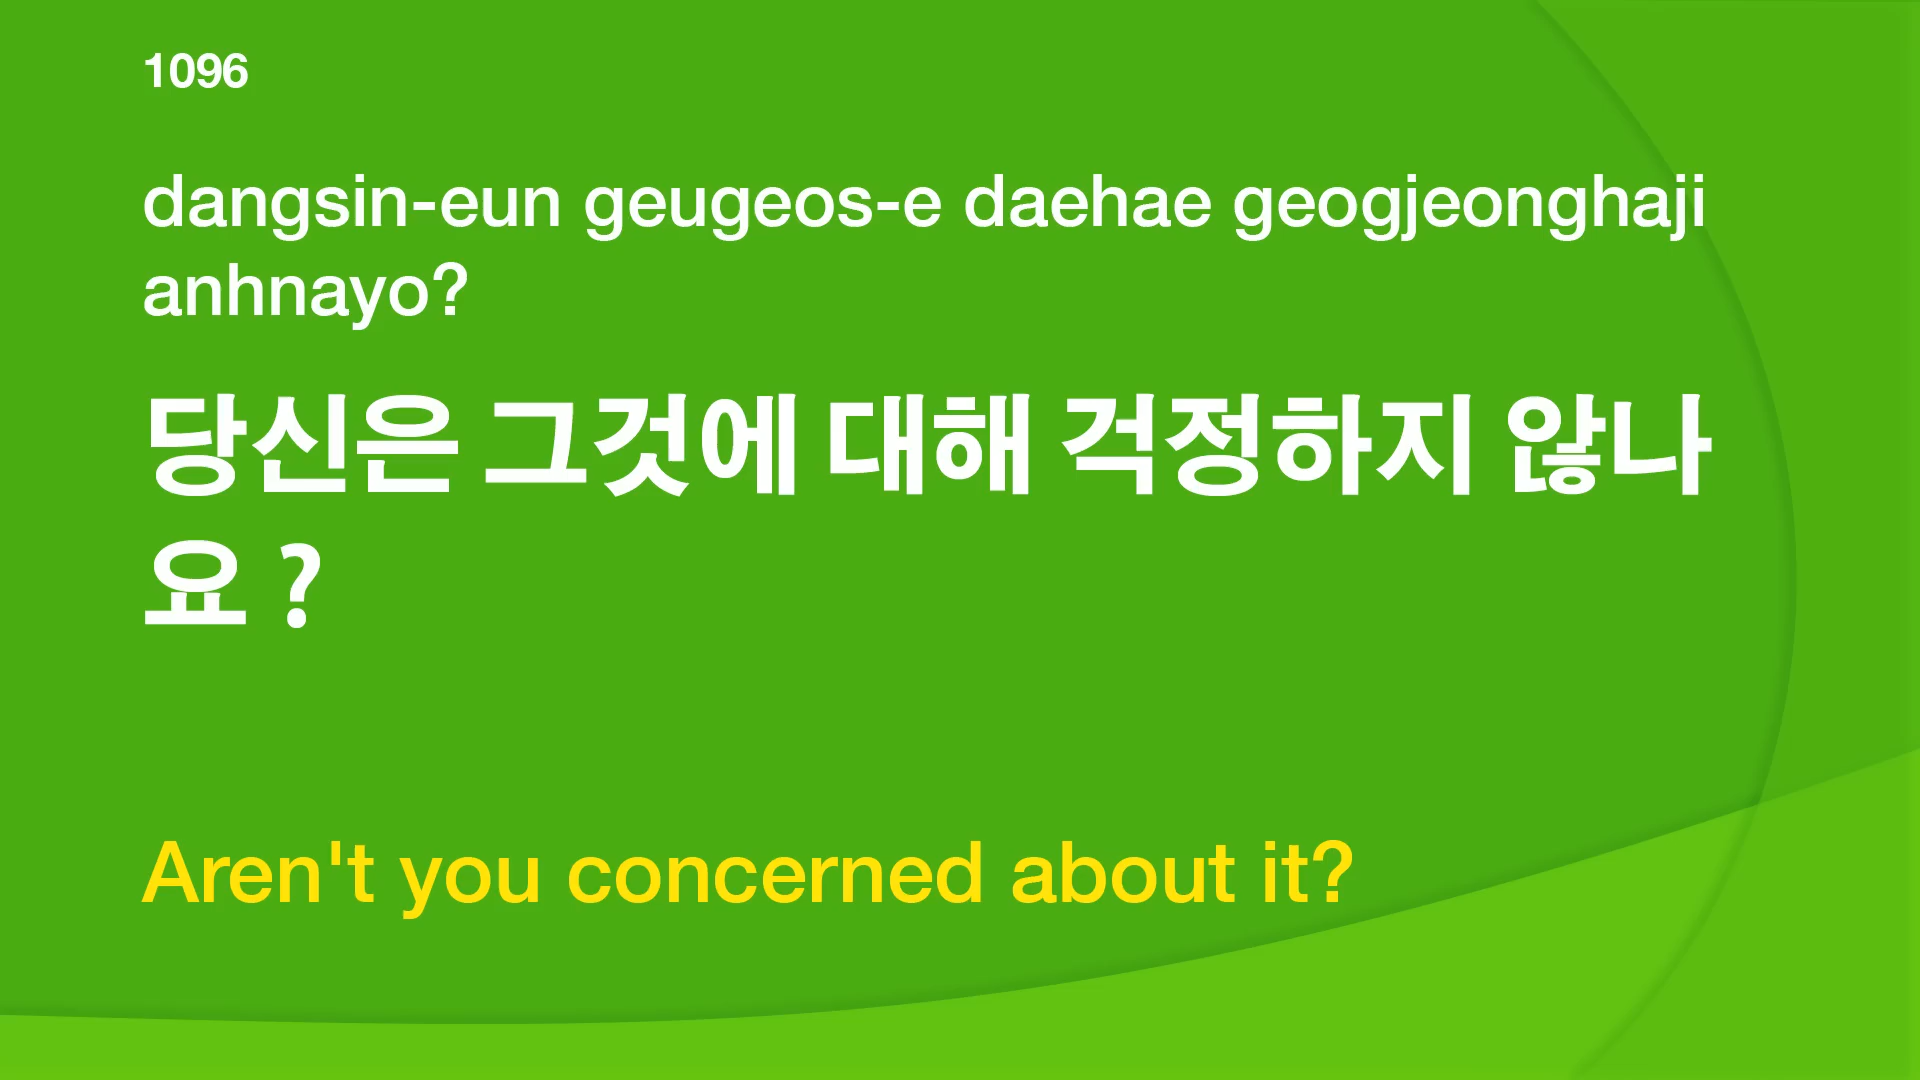 1096
dangsin-eun geugeos-e daehae geogjeonghaji
anhnayo?
당신은 그것에 대해 걱정하지 않나
요 ?
Aren't you concerned about it?